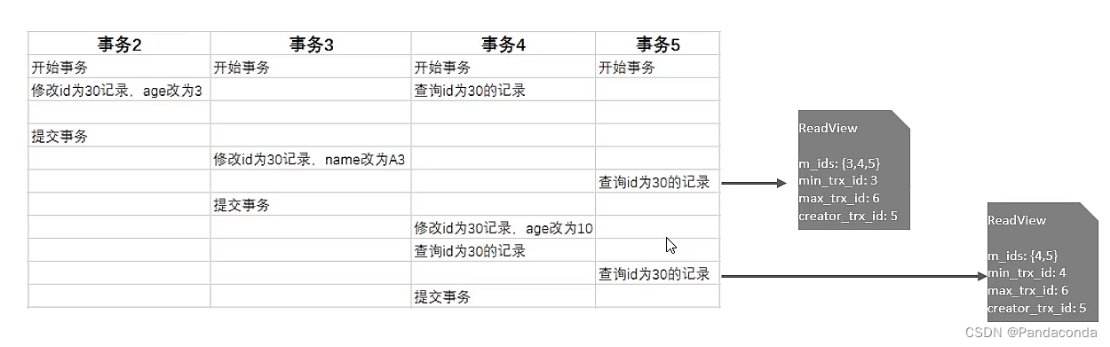 事务2 事务3 事务4 事务5
开始事务 开始事务 开始事务 开始事务
修改id为30记录，age改为3 查询id为30的记录
提交事务
修改id为30记录，name改为A3
查询id为30的记录
提交事务
修改id为30记录，age改为10
查询id为30的记录
查询id为30的记录
提交事务
ReadView
m_ids: {3,4,5}
min_trx_id: 3
max_trx_id: 6
creator_trx_id: 5
ReadView
m_ids: {4,5}
min_trx_id: 4
max_trx_id: 6
creator_trx_id: 5
CSDN @Pandaconda